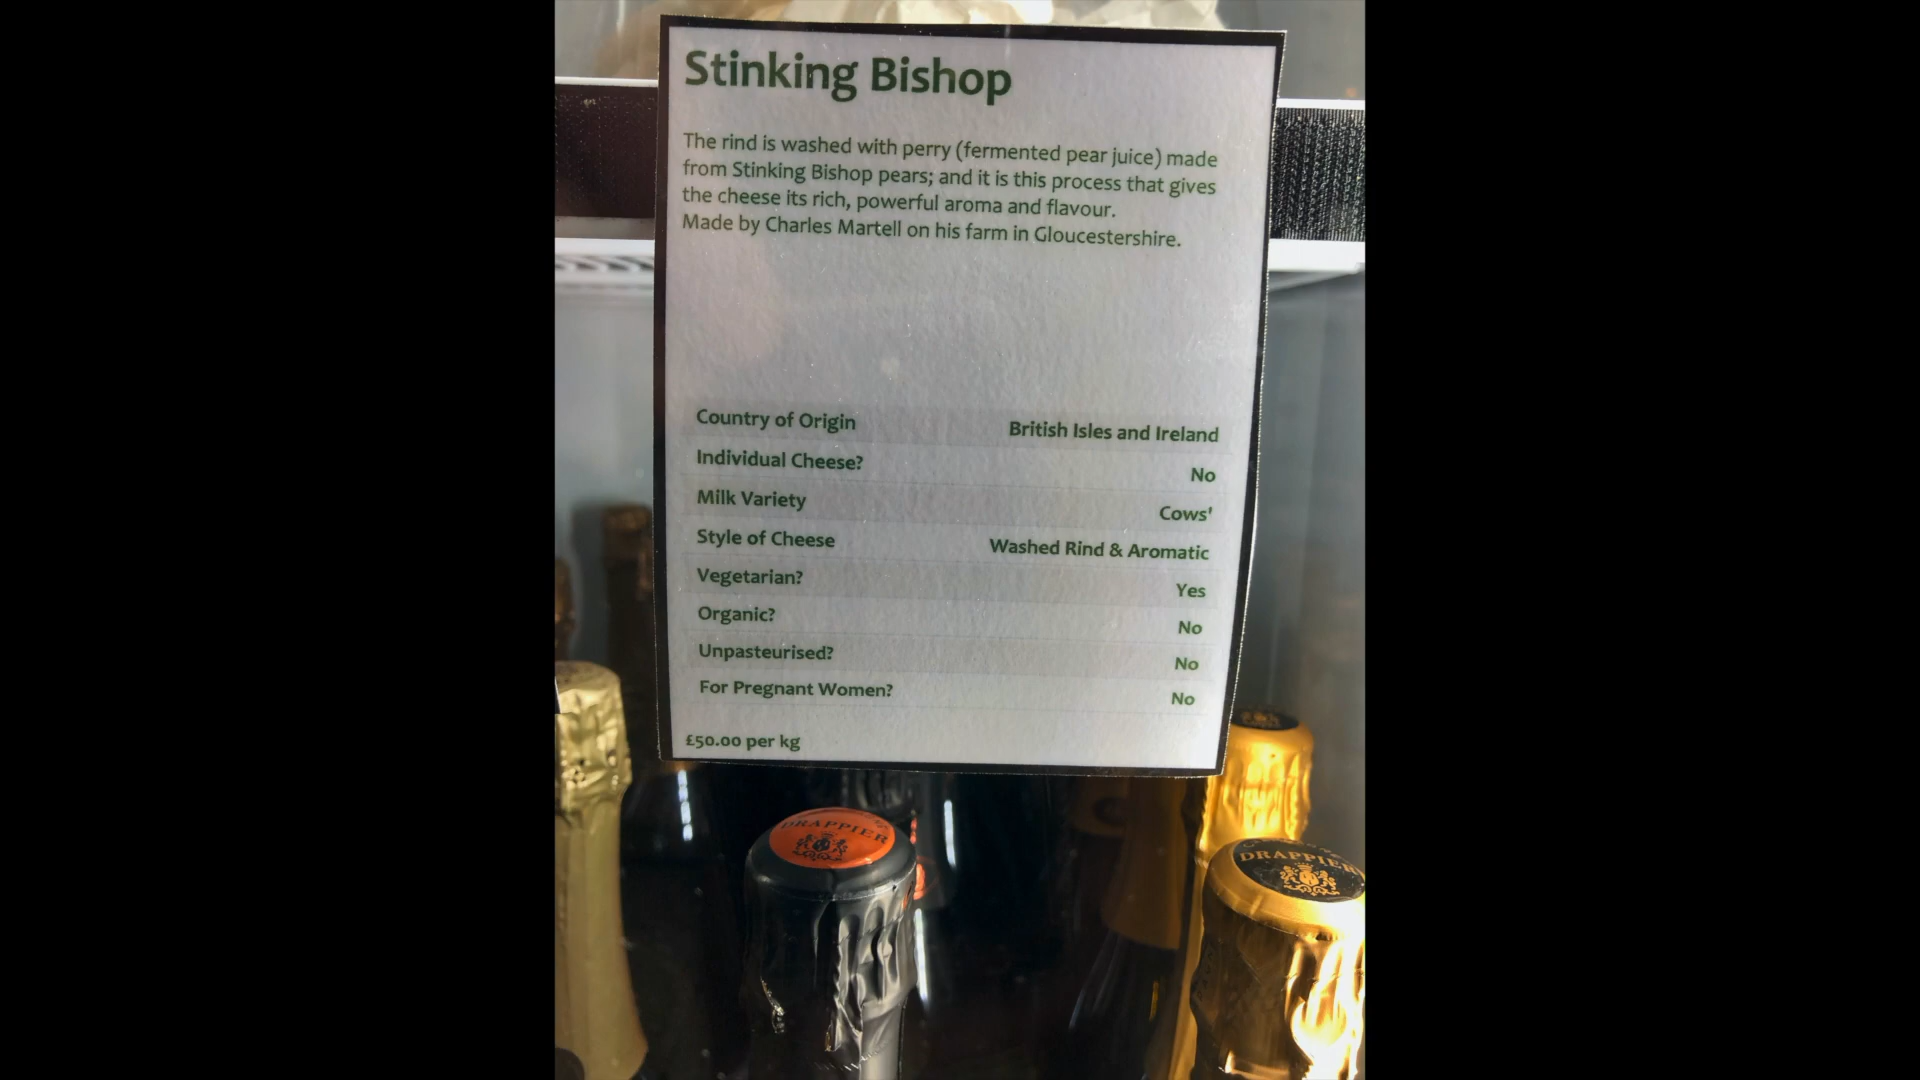 Stinking Bishop
The rind is washed with perry (fermented pear juice) made
from Stinking Bishop pears; and it is this process that gives
the cheese its rich, powerful aroma and flavour.
Made by Charles Martell on his farm in Gloucestershire.
Country of Origin British Isles and Ireland
Individual Cheese? No
Milk Variety Cows'
Style of Cheese Washed Rind & Aromatic
Vegetarian? Yes
Organic? No
Unpasteurised? No
For Pregnant Women? No
£50.00 per kg
DRAPPIER
DRAPPIER